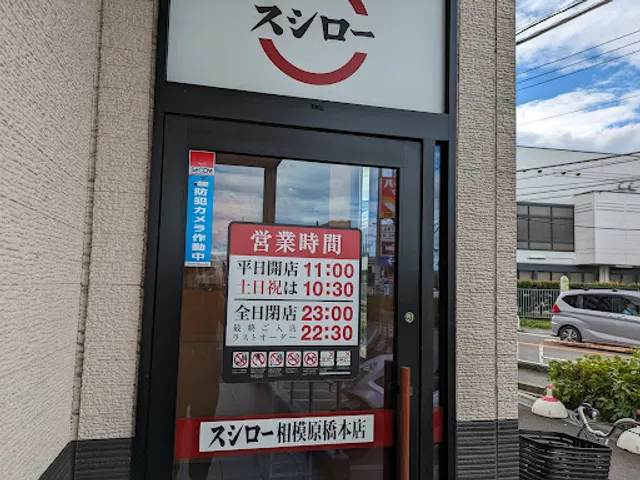 スシロー
SECOM
防犯カメラ作動中
営業時間
平日開店 11:00
土日祝は 10:30
全日閉店 23:00
最終ご入店
ラストオーダー 22:30
スシロー相模原橋本店